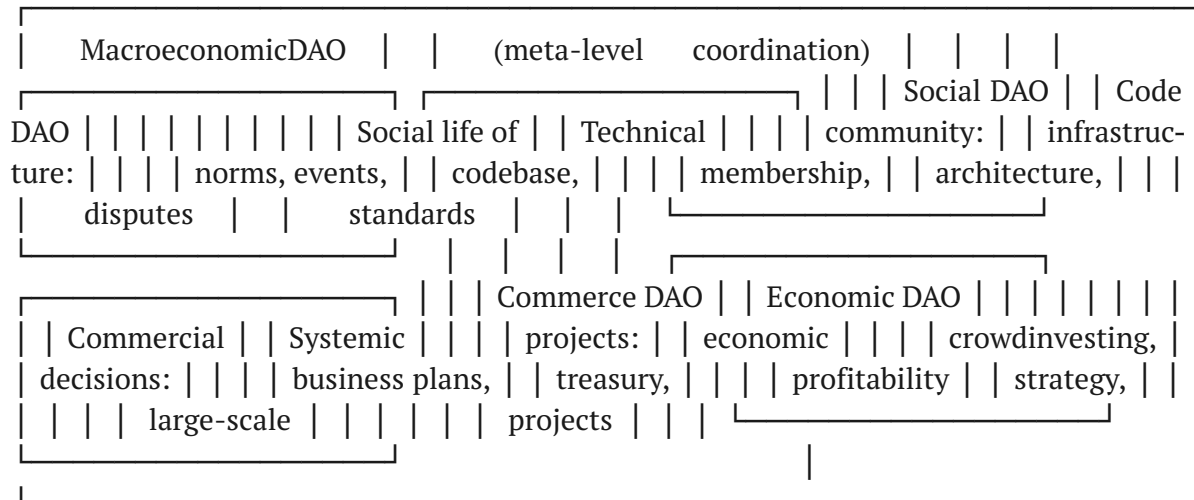 ┌─────────────────────────────────────────────
│ MacroeconomicDAO │ │ (meta-level coordination) │ │ │ │
┌──────────────┐ ┌──────────────┐ │ │ │ Social DAO │ │ Code
DAO │ │ │ │ │ │ │ │ │ │ Social life of │ │ Technical │ │ │ │ community: │ │ infrastruc-
ture: │ │ │ │ norms, events, │ │ codebase, │ │ │ │ membership, │ │ architecture, │ │ │
│ disputes │ │ standards │ │ │ └──────────────┘
└──────────────┘ │ │ │ │ ┌──────────────┐
┌──────────────┐ │ │ │ Commerce DAO │ │ Economic DAO │ │ │ │ │ │ │ │
│ │ Commercial │ │ Systemic │ │ │ │ projects: │ │ economic │ │ │ │ crowdinvesting, │
│ decisions: │ │ │ │ business plans, │ │ treasury, │ │ │ │ profitability │ │ strategy, │ │
│ │ │ │ large-scale │ │ │ │ │ │ projects │ │ │ └──────────────┘
└──────────────┘ │
│